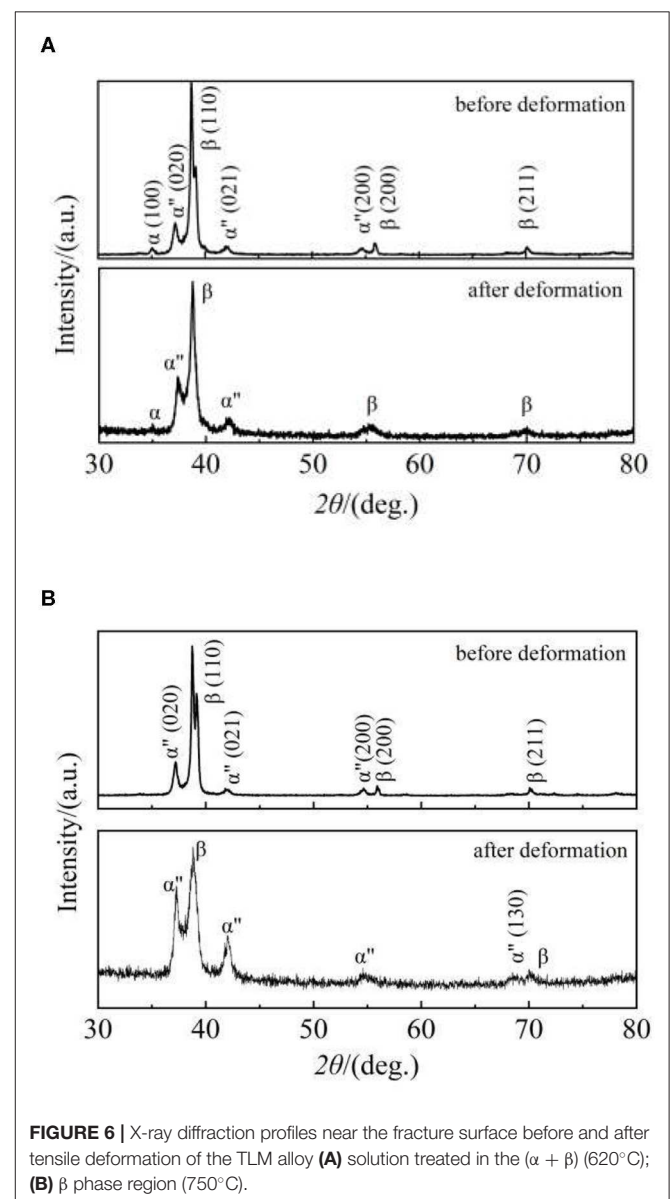 A
before deformation
α (100)
α" (020)
β (110)
α" (021)
α"(200)
β (200)
β (211)
Intensity/(a.u.)
after deformation
α
α"
β
α"
β
β
30 40 50 60 70 80
2θ/(deg.)
B
before deformation
α" (020)
β (110)
α" (021)
α"(200)
β (200)
β (211)
Intensity/(a.u.)
after deformation
α"
β
α"
α"
α" (130)
β
30 40 50 60 70 80
2θ/(deg.)
FIGURE 6 | X-ray diffraction profiles near the fracture surface before and after
tensile deformation of the TLM alloy (A) solution treated in the (α + β) (620°C);
(B) β phase region (750°C).